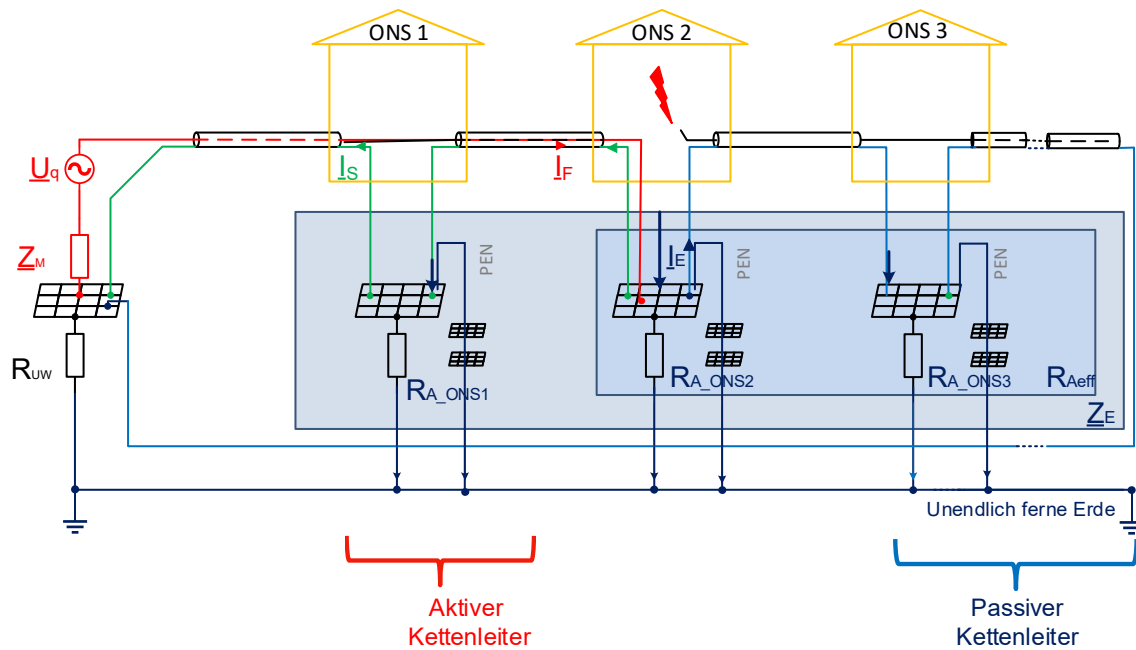 ONS 1
ONS 2
ONS 3
Uq
IS
IF
ZM
PEN
IE
PEN
PEN
RUW
RA_ONS1
RA_ONS2
RA_ONS3
RAeff
ZE
Unendlich ferne Erde
Aktiver
Kettenleiter
Passiver
Kettenleiter